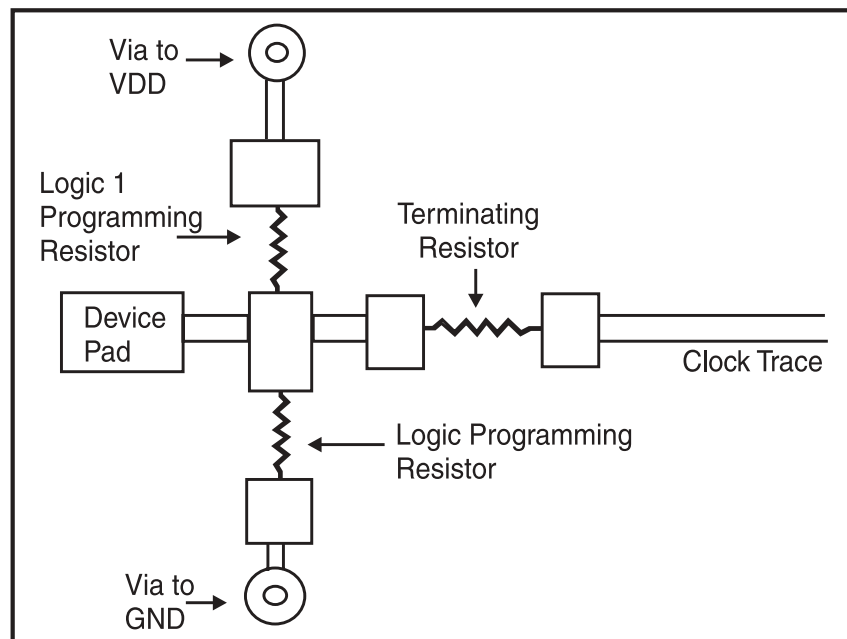 Via to
VDD
Logic 1
Programming
Resistor
Terminating
Resistor
Device
Pad
Clock Trace
Logic Programming
Resistor
Via to
GND